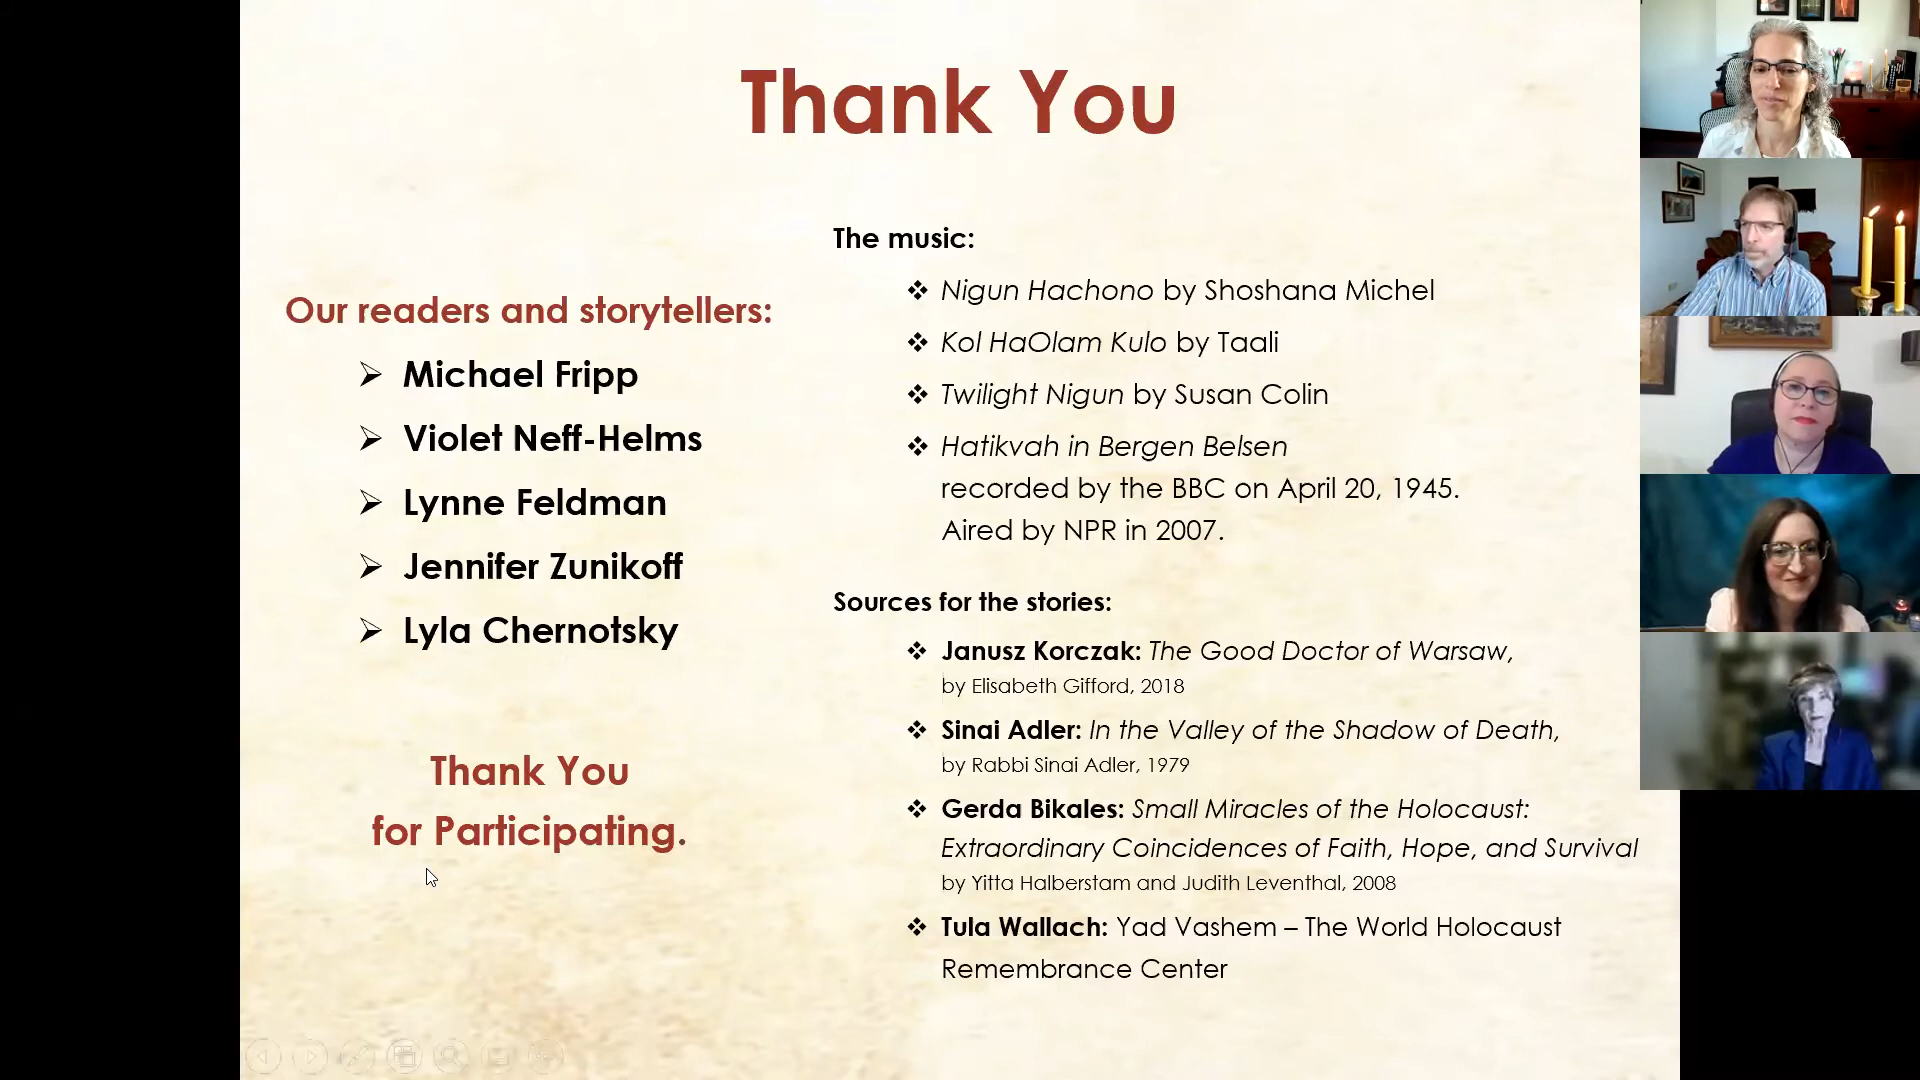 Thank You
Our readers and storytellers:
Michael Fripp
Violet Neff-Helms
Lynne Feldman
Jennifer Zunikoff
Lyla Chernotsky
Thank You
for Participating.
The music:
Nigun Hachono by Shoshana Michel
Kol HaOlam Kulo by Taali
Twilight Nigun by Susan Colin
Hatikvah in Bergen Belsen
recorded by the BBC on April 20, 1945.
Aired by NPR in 2007.
Sources for the stories:
Janusz Korczak: The Good Doctor of Warsaw,
by Elisabeth Gifford, 2018
Sinai Adler: In the Valley of the Shadow of Death,
by Rabbi Sinai Adler, 1979
Gerda Bikales: Small Miracles of the Holocaust:
Extraordinary Coincidences of Faith, Hope, and Survival
by Yitta Halberstam and Judith Leventhal, 2008
Tula Wallach: Yad Vashem – The World Holocaust
Remembrance Center